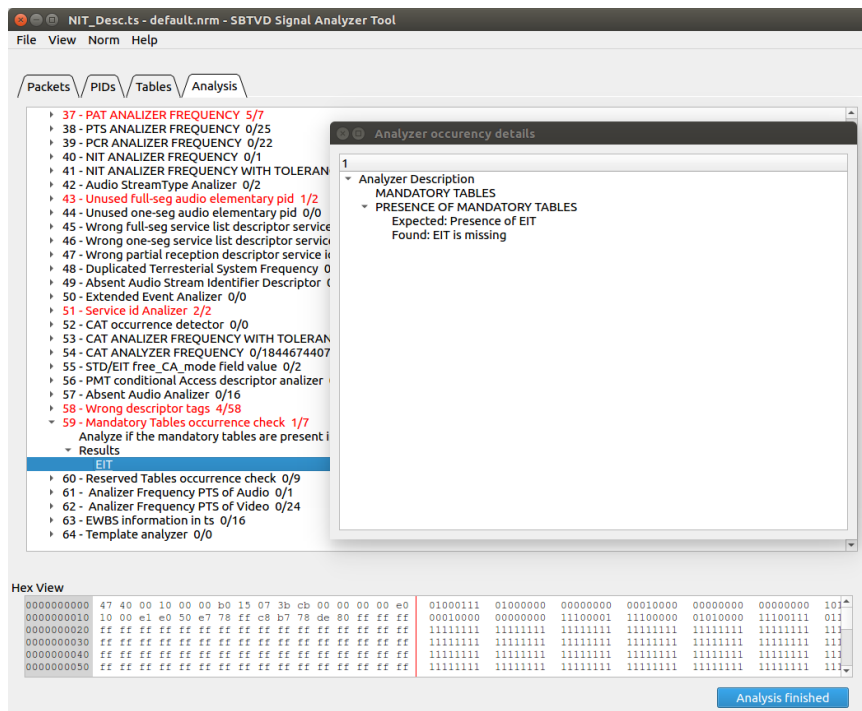 NIT_Desc.ts - default.nrm - SBTVD Signal Analyzer Tool
File View Norm Help
Packets PIDs Tables Analysis
37 - PAT ANALIZER FREQUENCY 5/7
38 - PTS ANALIZER FREQUENCY 0/25
39 - PCR ANALIZER FREQUENCY 0/22
40 - NIT ANALIZER FREQUENCY 0/1
41 - NIT ANALIZER FREQUENCY WITH TOLERAN
42 - Audio StreamType Analizer 0/2
43 - Unused full-seg audio elementary pid 1/2
44 - Unused one-seg audio elementary pid 0/0
45 - Wrong full-seg service list descriptor service
46 - Wrong one-seg service list descriptor servic
47 - Wrong partial reception descriptor service i
48 - Duplicated Terresterial System Frequency 0
49 - Absent Audio Stream Identifier Descriptor
50 - Extended Event Analizer 0/0
51 - Service id Analizer 2/2
52 - CAT occurrence detector 0/0
53 - CAT ANALIZER FREQUENCY WITH TOLERAN
54 - CAT ANALYZER FREQUENCY 0/1844674407
55 - STD/EIT free_CA_mode field value 0/2
56 - PMT conditional Access descriptor analizer
57 - Absent Audio Analizer 0/16
58 - Wrong descriptor tags 4/58
59 - Mandatory Tables occurrence check 1/7
Analyze if the mandatory tables are present i
Results
EIT
60 - Reserved Tables occurrence check 0/9
61 - Analizer Frequency PTS of Audio 0/1
62 - Analizer Frequency PTS of Video 0/24
63 - EWBS information in ts 0/16
64 - Template analyzer 0/0
Analyzer occurency details
1
Analyzer Description
MANDATORY TABLES
PRESENCE OF MANDATORY TABLES
Expected: Presence of EIT
Found: EIT is missing
Hex View
0000000000 47 40 00 10 00 00 b0 15 07 3b cb 00 00 00 00 e0 01000111 01000000 00000000 00010000 00000000 00000000 101
0000000010 10 00 e1 e0 50 e7 78 ff c8 b7 78 de 80 ff ff ff 00010000 00000000 11100001 11100000 01010000 11100111 011
0000000020 ff ff ff ff ff ff ff ff ff ff ff ff ff ff ff ff 11111111 11111111 11111111 11111111 11111111 11111111 111
0000000030 ff ff ff ff ff ff ff ff ff ff ff ff ff ff ff ff 11111111 11111111 11111111 11111111 11111111 11111111 111
0000000040 ff ff ff ff ff ff ff ff ff ff ff ff ff ff ff ff 11111111 11111111 11111111 11111111 11111111 11111111 111
0000000050 ff ff ff ff ff ff ff ff ff ff ff ff ff ff ff ff 11111111 11111111 11111111 11111111 11111111 11111111 111
Analysis finished